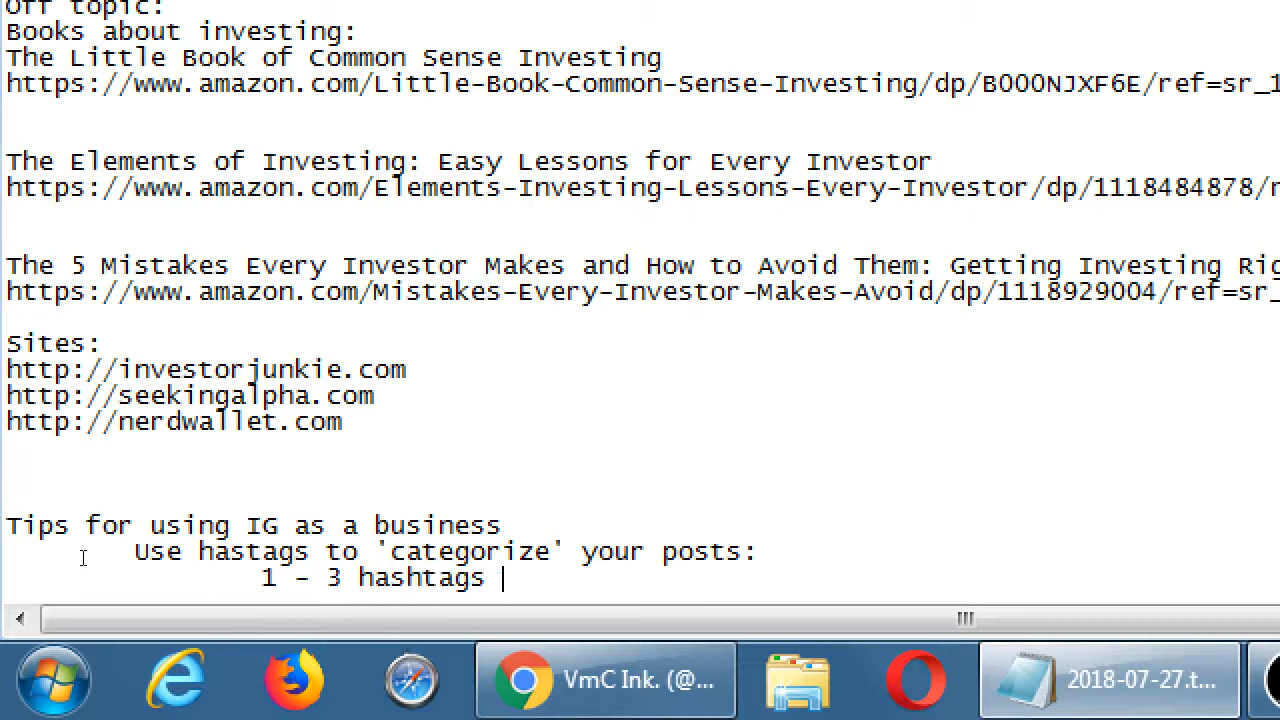 Off topic:
Books about investing:
The Little Book of Common Sense Investing
https://www.amazon.com/Little-Book-Common-Sense-Investing/dp/B000NJXF6E/ref=sr_1
The Elements of Investing: Easy Lessons for Every Investor
https://www.amazon.com/Elements-Investing-Lessons-Every-Investor/dp/1118484878/r
The 5 Mistakes Every Investor Makes and How to Avoid Them: Getting Investing Rig
https://www.amazon.com/Mistakes-Every-Investor-Makes-Avoid/dp/1118929004/ref=sr_
Sites:
http://investorjunkie.com
http://seekingalpha.com
http://nerdwallet.com
Tips for using IG as a business
Use hastags to 'categorize' your posts:
1 - 3 hashtags
VmC Ink. (@... 2018-07-27.t...